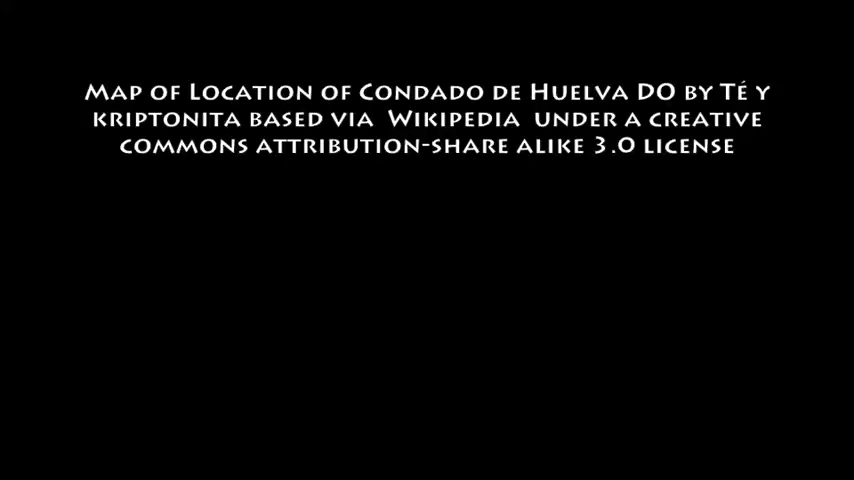 Map of Location of Condado de Huelva DO by Té y
kriptonita based via Wikipedia under a creative
commons attribution-share alike 3.0 license